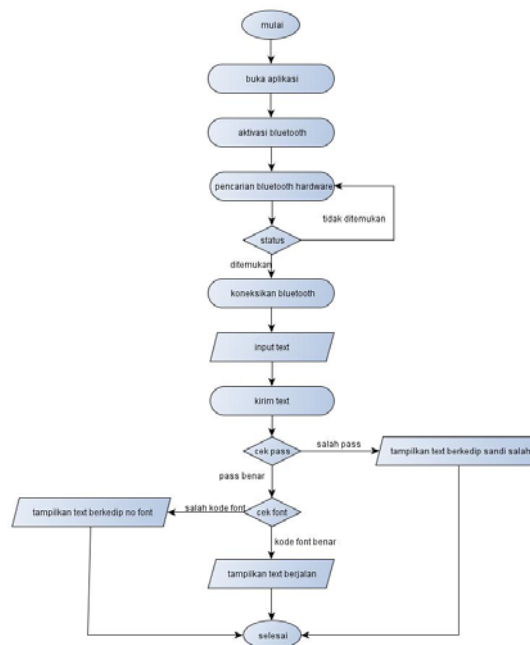 mulai
buka aplikasi
aktivasi bluetooth
pencarian bluetooth hardware
tidak ditemukan
status
ditemukan
koneksikan bluetooth
input text
kirim text
salah pass
cek pass
tampilkan text berkedip sandi salah
pass benar
tampilkan text berkedip no font
salah kode font
cek font
kode font benar
tampilkan text berjalan
selesai